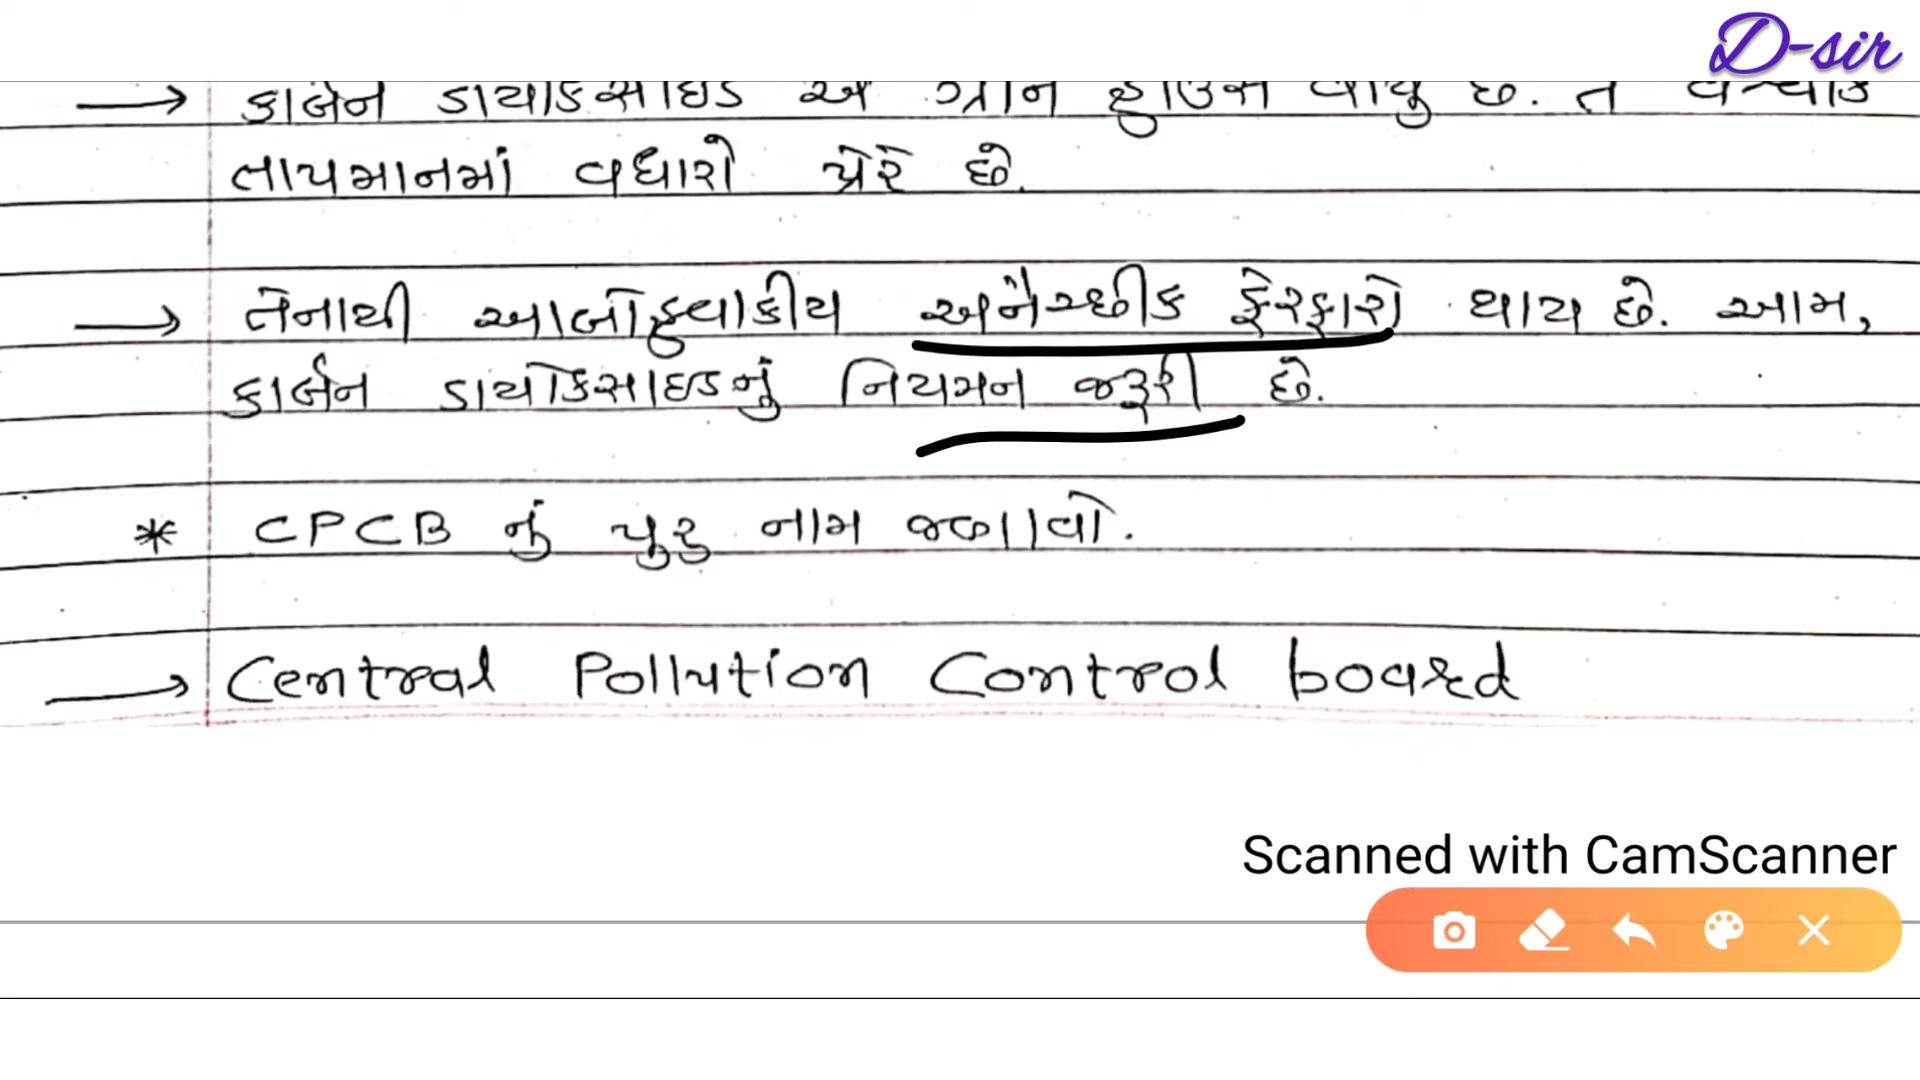 D-sir
→ કાર્બન ડાયોકસાઇડ એ ગ્રીન હાઉસ વાયુ છે. તે વૈશ્વીક
તાપમાનમાં વધારો પ્રેરે છે.
→ તેનાથી આબોહવાકીય અનૈચ્છીક ફેરફારો થાય છે. આમ,
કાર્બન ડાયોકસાઇડનું નિયમન જરૂરી છે.
* CPCB નું પુરુ નામ જણાવો.
→ Central Pollution Control board
Scanned with CamScanner